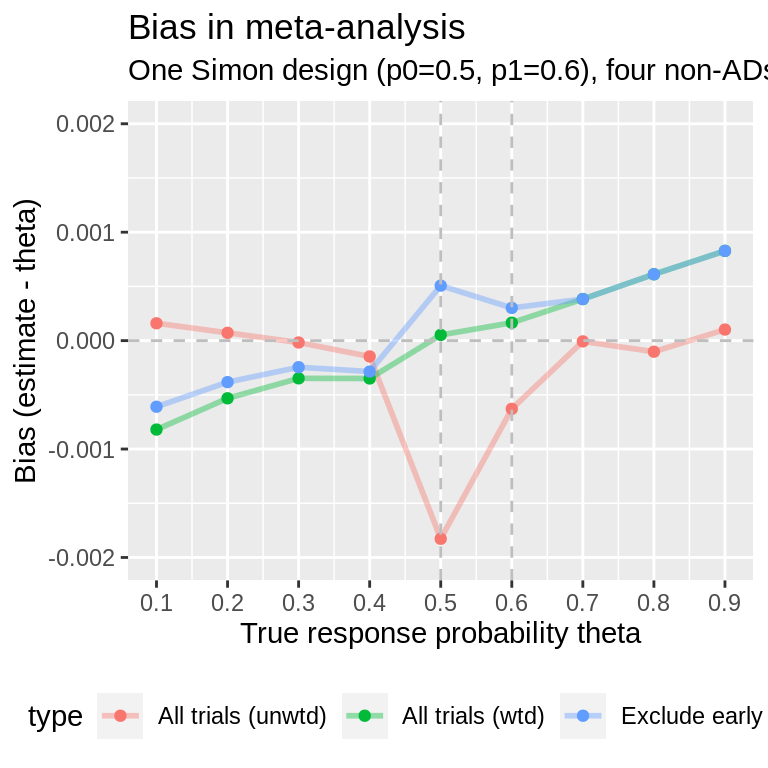 Bias in meta-analysis
One Simon design (p0=0.5, p1=0.6), four non-ADs
Bias (estimate - theta)
0.002
0.001
0.000
-0.001
-0.002
0.1 0.2 0.3 0.4 0.5 0.6 0.7 0.8 0.9
True response probability theta
type All trials (unwtd) All trials (wtd) Exclude early